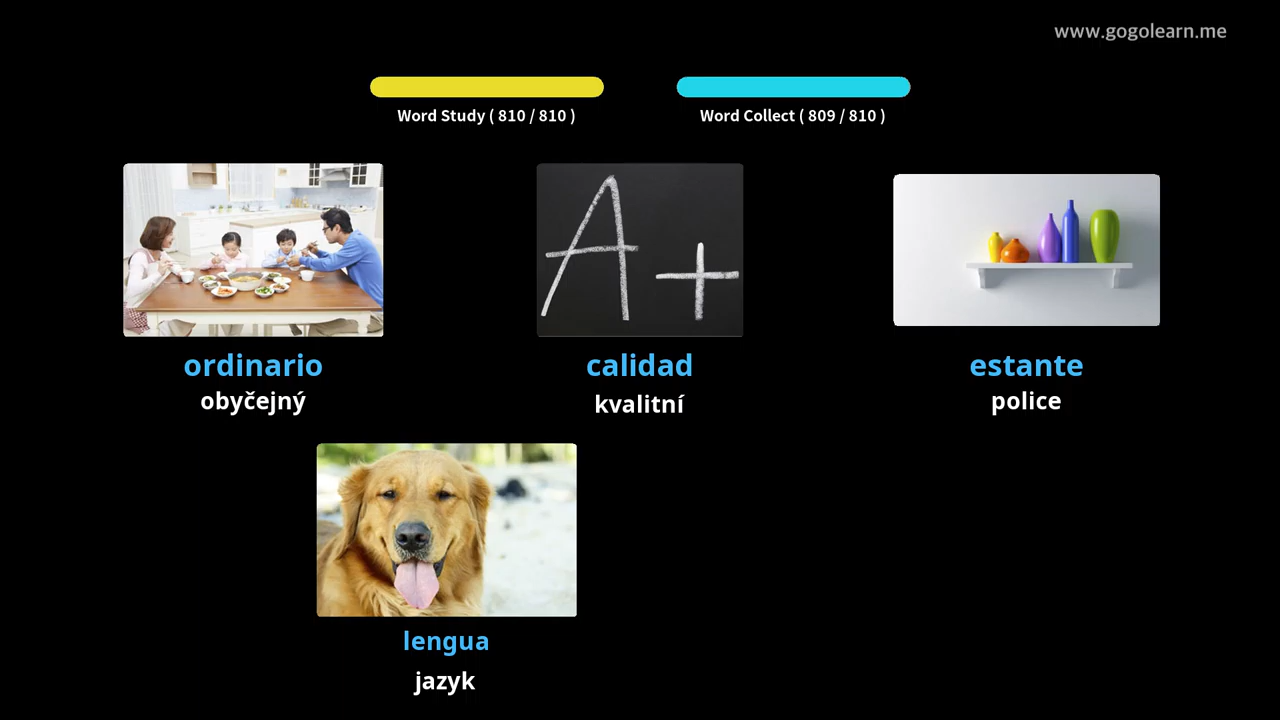 www.gogolearn.me
Word Study ( 810 / 810 )
Word Collect ( 809 / 810 )
A+
ordinario
calidad
estante
obyčejný
kvalitní
police
lengua
jazyk